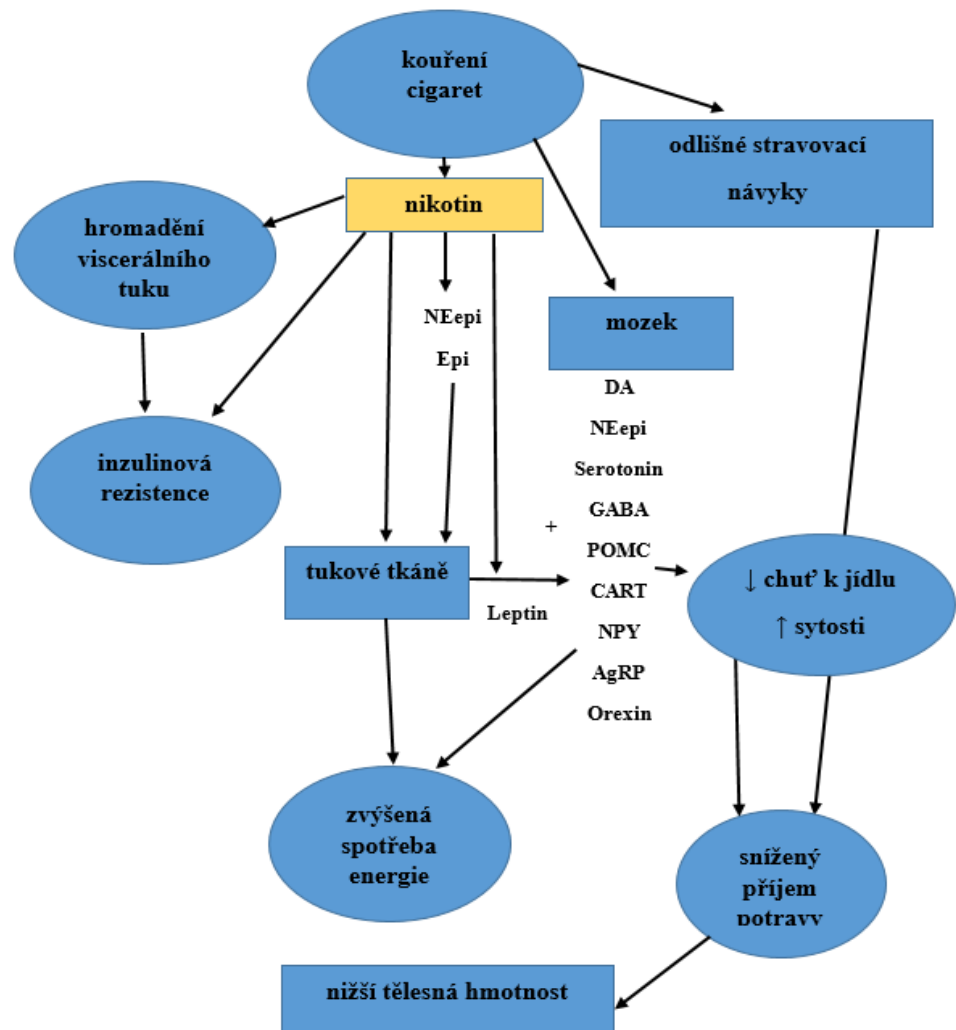 kouření
cigaret
odlišné stravovací
návyky
nikotin
hromadění
viscerálního
tuku
NEepi
Epi
mozek
DA
NEepi
Serotonin
GABA
POMC
CART
NPY
AgRP
Orexin
inzulinová
rezistence
+
tukové tkáně
Leptin
↓ chuť k jídlu
↑ sytosti
zvýšená
spotřeba
energie
snížený
příjem
potravy
nižší tělesná hmotnost